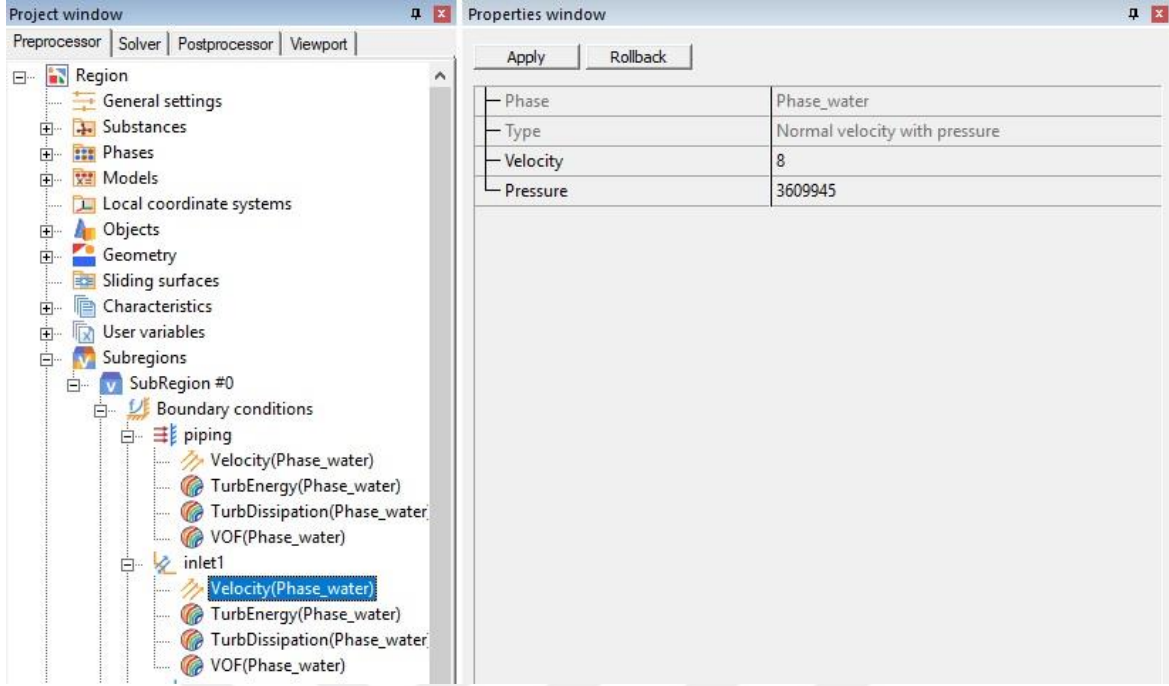 Project window
Preprocessor Solver Postprocessor Viewport
Region
General settings
Substances
Phases
Models
Local coordinate systems
Objects
Geometry
Sliding surfaces
Characteristics
User variables
Subregions
SubRegion #0
Boundary conditions
piping
Velocity(Phase_water)
TurbEnergy(Phase_water)
TurbDissipation(Phase_water
VOF(Phase_water)
inlet1
Velocity(Phase_water)
TurbEnergy(Phase_water)
TurbDissipation(Phase_water
VOF(Phase_water)
Properties window
Apply Rollback
Phase Phase_water
Type Normal velocity with pressure
Velocity 8
Pressure 3609945